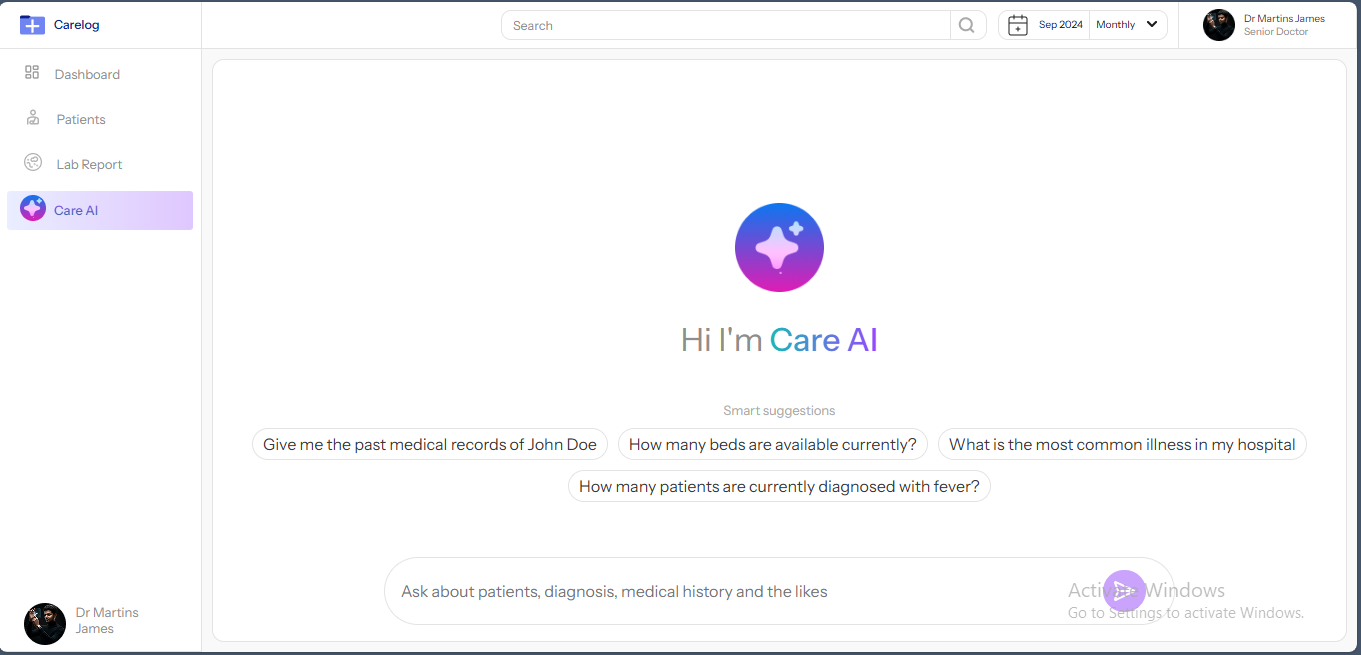 Carelog
Search
Sep 2024
Monthly
Dr Martins James
Senior Doctor
Dashboard
Patients
Lab Report
Care AI
Hi I'm Care AI
Smart suggestions
Give me the past medical records of John Doe
How many beds are available currently?
What is the most common illness in my hospital
How many patients are currently diagnosed with fever?
Ask about patients, diagnosis, medical history and the likes
Activate Windows
Go to Settings to activate Windows.
Dr Martins
James